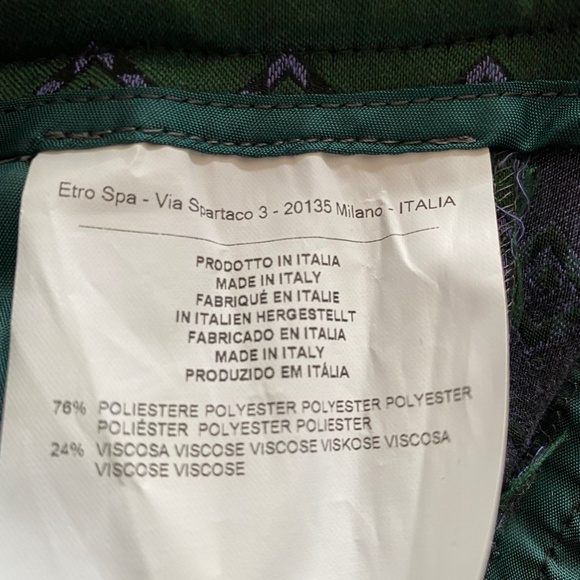 Etro Spa - Via Spartaco 3 - 20135 Milano - ITALIA
PRODOTTO IN ITALIA
MADE IN ITALY
FABRIQUÉ EN ITALIE
IN ITALIEN HERGESTELLT
FABRICADO EN ITALIA
MADE IN ITALY
PRODUZIDO EM ITÁLIA
76% POLIESTERE POLYESTER POLYESTER POLYESTER
POLIÉSTER POLYESTER POLIESTER
24% VISCOSA VISCOSE VISCOSE VISKOSE VISCOSA
VISCOSE VISCOSE